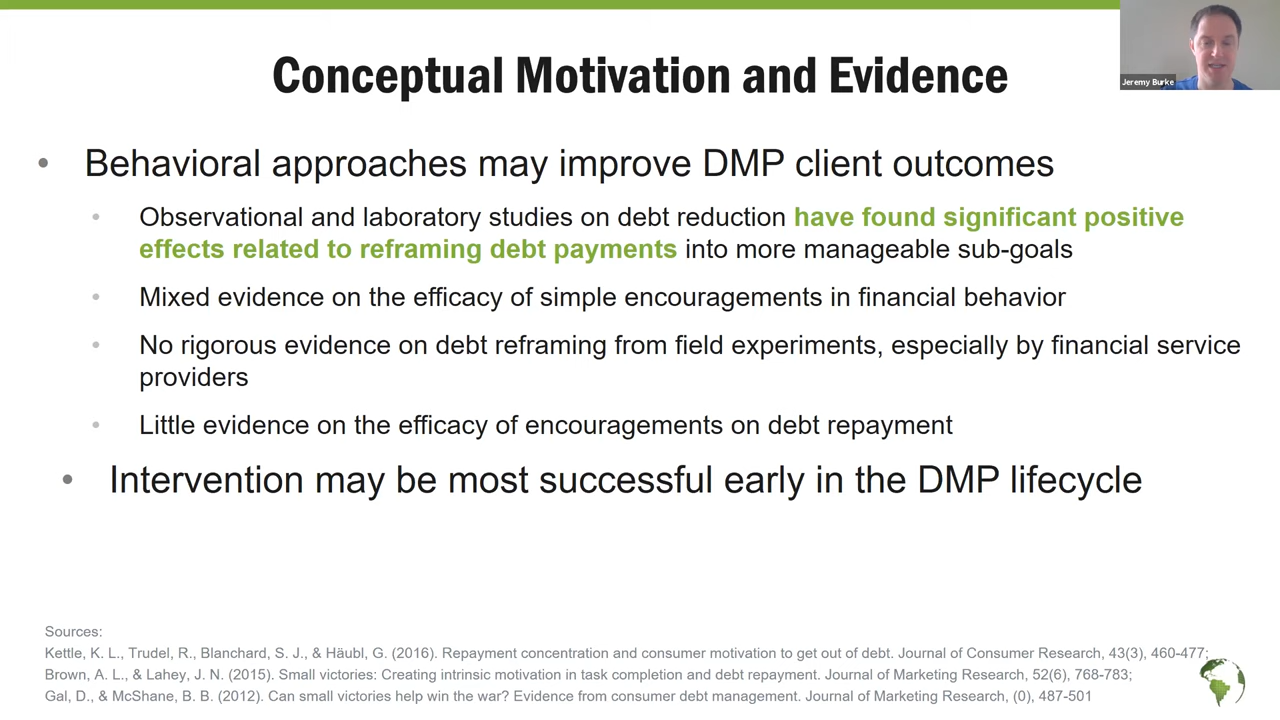 Jeremy Burke
Conceptual Motivation and Evidence
• Behavioral approaches may improve DMP client outcomes
• Observational and laboratory studies on debt reduction have found significant positive
effects related to reframing debt payments into more manageable sub-goals
• Mixed evidence on the efficacy of simple encouragements in financial behavior
• No rigorous evidence on debt reframing from field experiments, especially by financial service
providers
• Little evidence on the efficacy of encouragements on debt repayment
• Intervention may be most successful early in the DMP lifecycle
Sources:
Kettle, K. L., Trudel, R., Blanchard, S. J., & Häubl, G. (2016). Repayment concentration and consumer motivation to get out of debt. Journal of Consumer Research, 43(3), 460-477;
Brown, A. L., & Lahey, J. N. (2015). Small victories: Creating intrinsic motivation in task completion and debt repayment. Journal of Marketing Research, 52(6), 768-783;
Gal, D., & McShane, B. B. (2012). Can small victories help win the war? Evidence from consumer debt management. Journal of Marketing Research, (0), 487-501